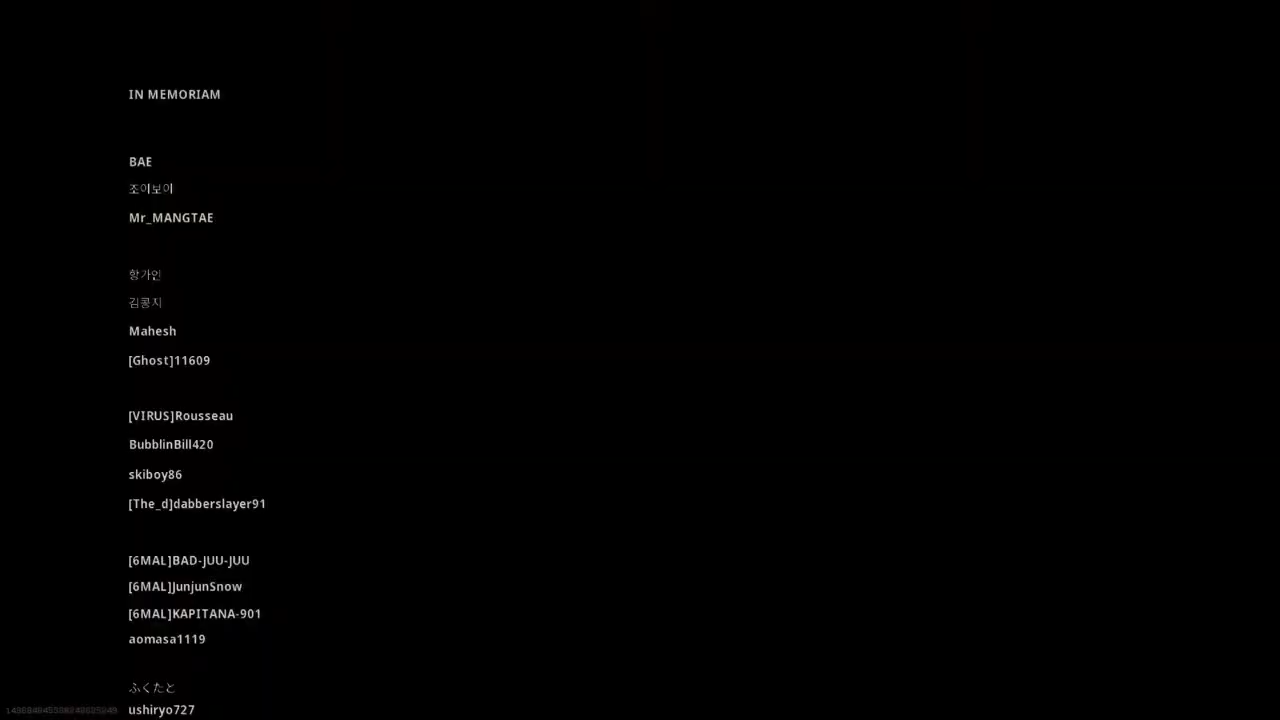 IN MEMORIAM
BAE
조이보이
Mr_MANGTAE
항가인
김콩지
Mahesh
[Ghost]11609
[VIRUS]Rousseau
BubblinBill420
skiboy86
[The_d]dabberslayer91
[6MAL]BAD-JUU-JUU
[6MAL]JunjunSnow
[6MAL]KAPITANA-901
aomasa1119
ふくたと
ushiryo727